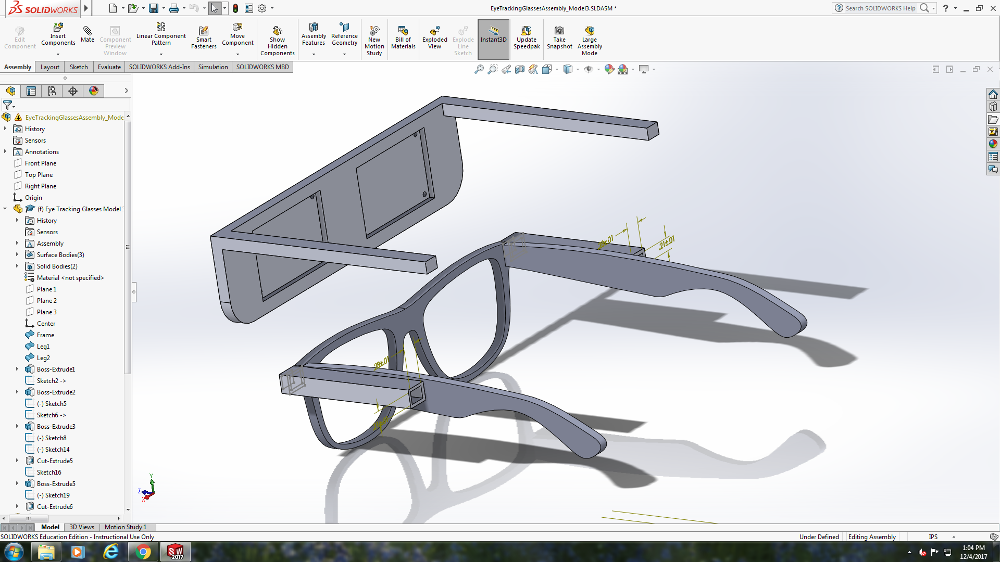 SOLIDWORKS
EyeTrackingGlassesAssembly_Model3.SLDASM *
Search SOLIDWORKS Help
Edit Component
Insert Components
Mate
Component Preview Window
Linear Component Pattern
Smart Fasteners
Move Component
Show Hidden Components
Assembly Features
Reference Geometry
New Motion Study
Bill of Materials
Exploded View
Explode Line Sketch
Instant3D
Update Speedpak
Take Snapshot
Large Assembly Mode
Assembly
Layout
Sketch
Evaluate
SOLIDWORKS Add-Ins
Simulation
SOLIDWORKS MBD
EyeTrackingGlassesAssembly_Mode
History
Sensors
Annotations
Front Plane
Top Plane
Right Plane
Origin
(f) Eye Tracking Glasses Model
History
Sensors
Assembly
Surface Bodies(3)
Solid Bodies(2)
Material <not specified>
Plane 1
Plane 2
Plane 3
Center
Frame
Leg1
Leg2
Boss-Extrude1
Sketch2 ->
Boss-Extrude2
(-) Sketch5
Sketch6 ->
Boss-Extrude3
(-) Sketch8
(-) Sketch14
Cut-Extrude5
Sketch16
Boss-Extrude5
(-) Sketch19
Cut-Extrude6
.28±.01
.21±.01
.28±.01
Y
Z
X
Model
3D Views
Motion Study 1
SOLIDWORKS Education Edition - Instructional Use Only
Under Defined
Editing Assembly
IPS
SW
2017
1:04 PM
12/4/2017